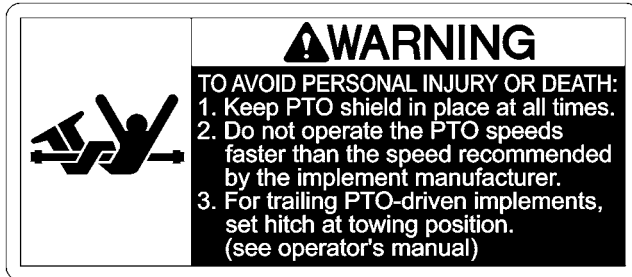 WARNING
TO AVOID PERSONAL INJURY OR DEATH:
1. Keep PTO shield in place at all times.
2. Do not operate the PTO speeds
faster than the speed recommended
by the implement manufacturer.
3. For trailing PTO-driven implements,
set hitch at towing position.
(see operator's manual)